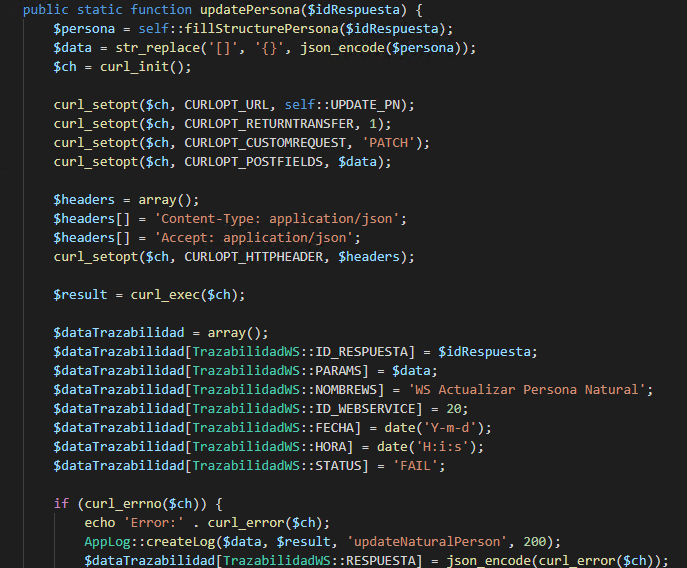 public static function updatePersona($idRespuesta) {
$persona = self::fillStructurePersona($idRespuesta);
$data = str_replace('[]', '{}', json_encode($persona));
$ch = curl_init();
curl_setopt($ch, CURLOPT_URL, self::UPDATE_PN);
curl_setopt($ch, CURLOPT_RETURNTRANSFER, 1);
curl_setopt($ch, CURLOPT_CUSTOMREQUEST, 'PATCH');
curl_setopt($ch, CURLOPT_POSTFIELDS, $data);
$headers = array();
$headers[] = 'Content-Type: application/json';
$headers[] = 'Accept: application/json';
curl_setopt($ch, CURLOPT_HTTPHEADER, $headers);
$result = curl_exec($ch);
$dataTrazabilidad = array();
$dataTrazabilidad[TrazabilidadWS::ID_RESPUESTA] = $idRespuesta;
$dataTrazabilidad[TrazabilidadWS::PARAMS] = $data;
$dataTrazabilidad[TrazabilidadWS::NOMBREWS] = 'WS Actualizar Persona Natural';
$dataTrazabilidad[TrazabilidadWS::ID_WEBSERVICE] = 20;
$dataTrazabilidad[TrazabilidadWS::FECHA] = date('Y-m-d');
$dataTrazabilidad[TrazabilidadWS::HORA] = date('H:i:s');
$dataTrazabilidad[TrazabilidadWS::STATUS] = 'FAIL';
if (curl_errno($ch)) {
echo 'Error:' . curl_error($ch);
AppLog::createLog($data, $result, 'updateNaturalPerson', 200);
$dataTrazabilidad[TrazabilidadWS::RESPUESTA] = json_encode(curl_error($ch));